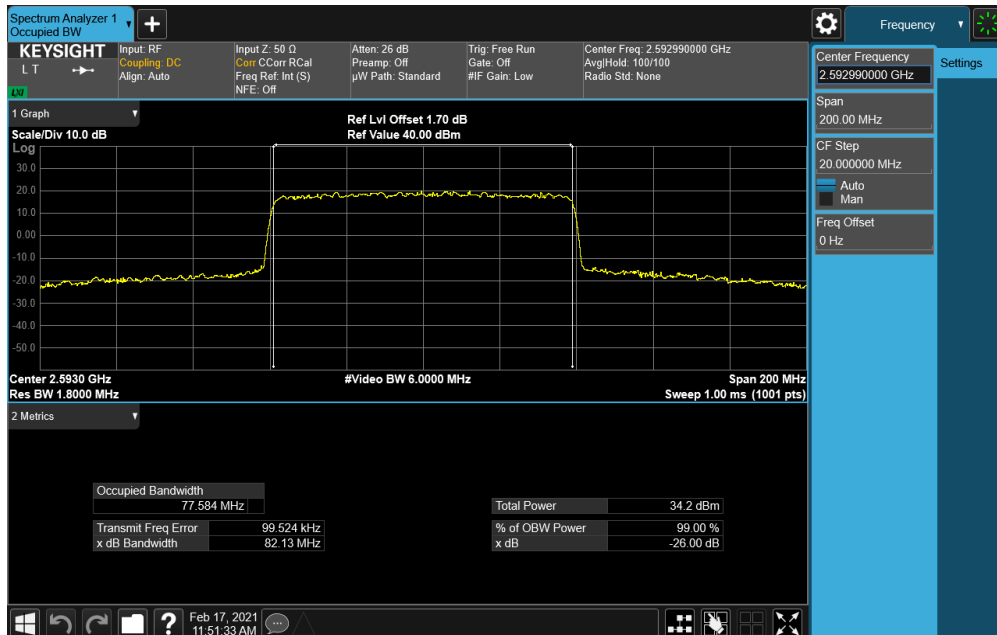 Spectrum Analyzer 1
Occupied BW
Frequency
KEYSIGHT
L T
LXI
Input: RF
Coupling: DC
Align: Auto
Input Z: 50 Ω
Corr CCorr RCal
Freq Ref: Int (S)
NFE: Off
Atten: 26 dB
Preamp: Off
µW Path: Standard
Trig: Free Run
Gate: Off
#IF Gain: Low
Center Freq: 2.592990000 GHz
Avg|Hold: 100/100
Radio Std: None
Center Frequency
2.592990000 GHz
Settings
Span
200.00 MHz
CF Step
20.000000 MHz
Auto
Man
Freq Offset
0 Hz
1 Graph
Scale/Div 10.0 dB
Ref Lvl Offset 1.70 dB
Ref Value 40.00 dBm
Log
30.0
20.0
10.0
0.00
-10.0
-20.0
-30.0
-40.0
-50.0
Center 2.5930 GHz
#Video BW 6.0000 MHz
Span 200 MHz
Res BW 1.8000 MHz
Sweep 1.00 ms (1001 pts)
2 Metrics
Occupied Bandwidth
77.584 MHz
Total Power 34.2 dBm
Transmit Freq Error 99.524 kHz
% of OBW Power 99.00 %
x dB Bandwidth 82.13 MHz
x dB -26.00 dB
?
Feb 17, 2021
11:51:33 AM